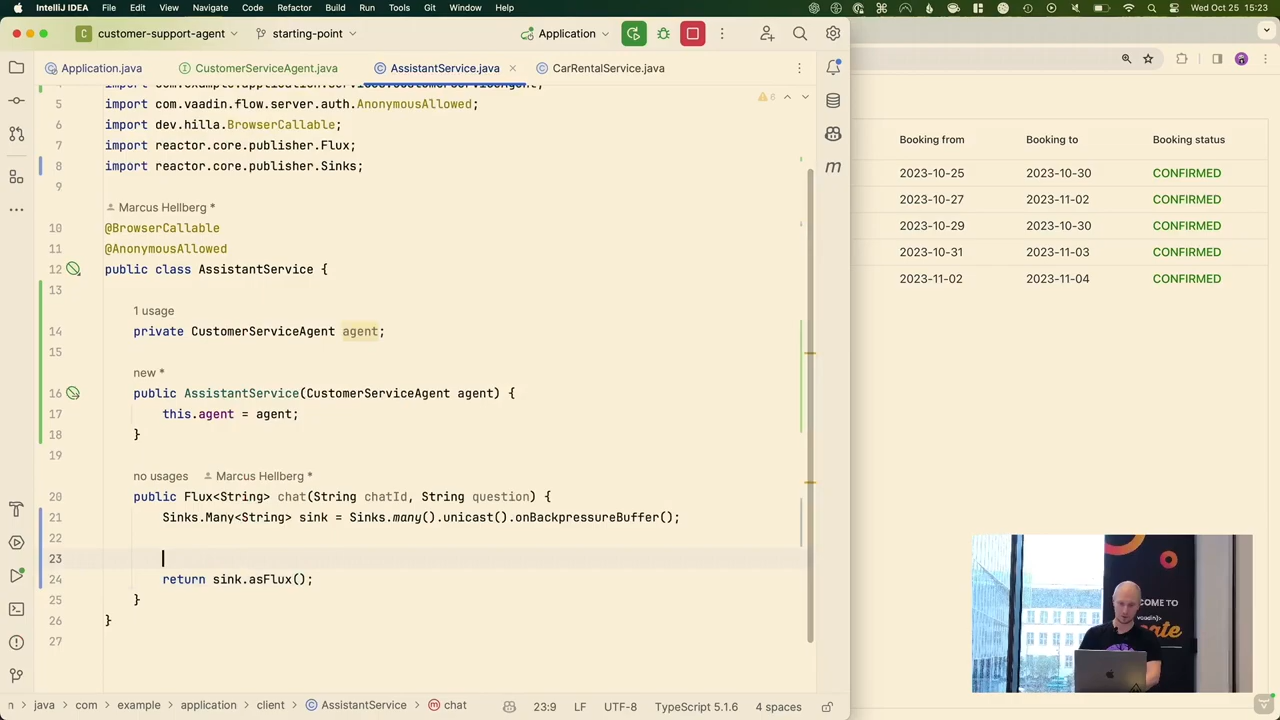 IntelliJ IDEA File Edit View Navigate Code Refactor Build Run Tools Git Window Help Wed Oct 25 15:23
C customer-support-agent starting-point Application
Application.java CustomerServiceAgent.java AssistantService.java CarRentalService.java
5 import com.vaadin.flow.server.auth.AnonymousAllowed;
6 import dev.hilla.BrowserCallable;
7 import reactor.core.publisher.Flux;
8 import reactor.core.publisher.Sinks;
9
Marcus Hellberg *
10 @BrowserCallable
11 @AnonymousAllowed
12 public class AssistantService {
13
1 usage
14 private CustomerServiceAgent agent;
15
new *
16 public AssistantService(CustomerServiceAgent agent) {
17 this.agent = agent;
18 }
19
no usages Marcus Hellberg *
20 public Flux<String> chat(String chatId, String question) {
21 Sinks.Many<String> sink = Sinks.many().unicast().onBackpressureBuffer();
22
23
24 return sink.asFlux();
25 }
26 }
27
6
m
n java com example application client AssistantService chat 23:9 LF UTF-8 TypeScript 5.1.6 4 spaces
Booking from Booking to Booking status
2023-10-25 2023-10-30 CONFIRMED
2023-10-27 2023-11-02 CONFIRMED
2023-10-29 2023-10-30 CONFIRMED
2023-10-31 2023-11-03 CONFIRMED
2023-11-02 2023-11-04 CONFIRMED
COME TO
vaadin}>